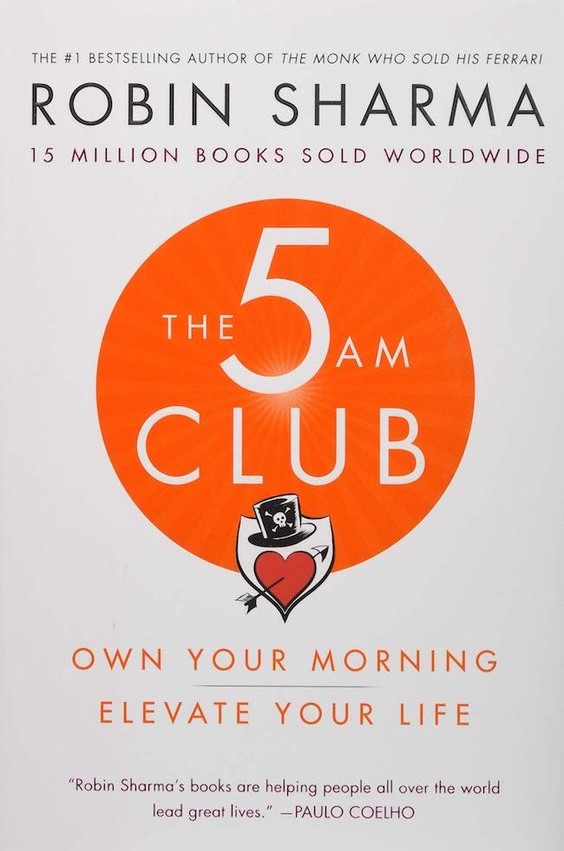 THE #1 BESTSELLING AUTHOR OF THE MONK WHO SOLD HIS FERRARI
ROBIN SHARMA
15 MILLION BOOKS SOLD WORLDWIDE
THE 5 AM
CLUB
OWN YOUR MORNING
ELEVATE YOUR LIFE
“Robin Sharma’s books are helping people all over the world
lead great lives.” —PAULO COELHO